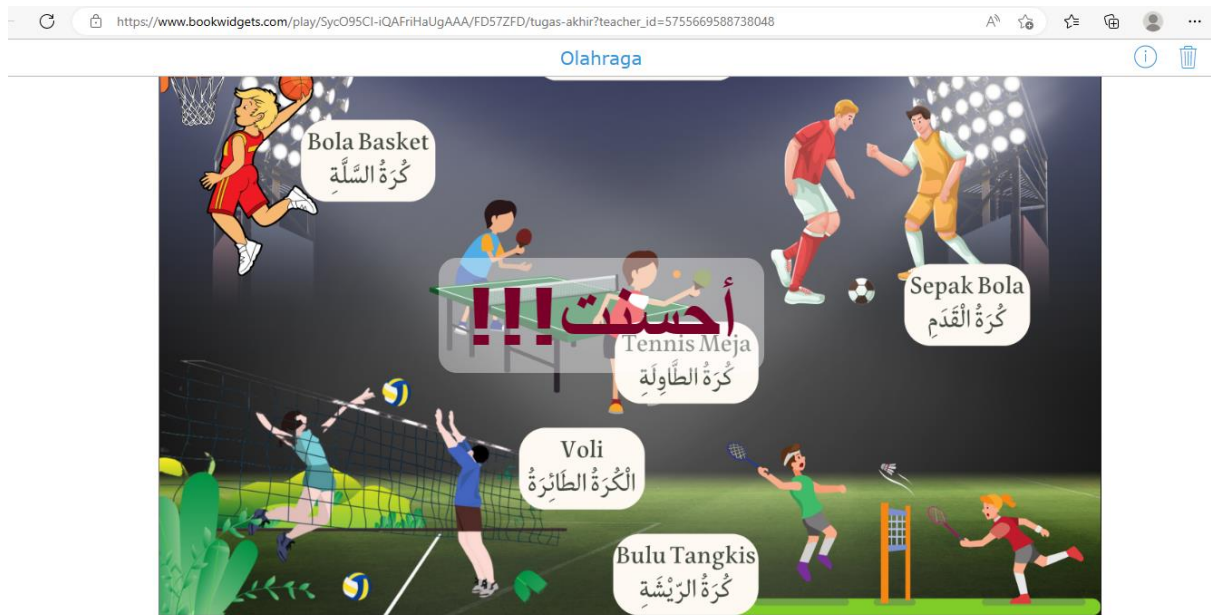 https://www.bookwidgets.com/play/SycO95CI-iQAFriHaUgAAA/FD57ZFD/tugas-akhir?teacher_id=5755669588738048
Olahraga
Bola Basket
كُرَةُ السَّلَّةِ
Sepak Bola
كُرَةُ الْقَدَمِ
أحسنت!!!
Tennis Meja
كُرَةُ الطَّاوِلَةِ
Voli
الْكُرَةُ الطَائِرَةُ
Bulu Tangkis
كُرَةُ الرّيْشَةِ